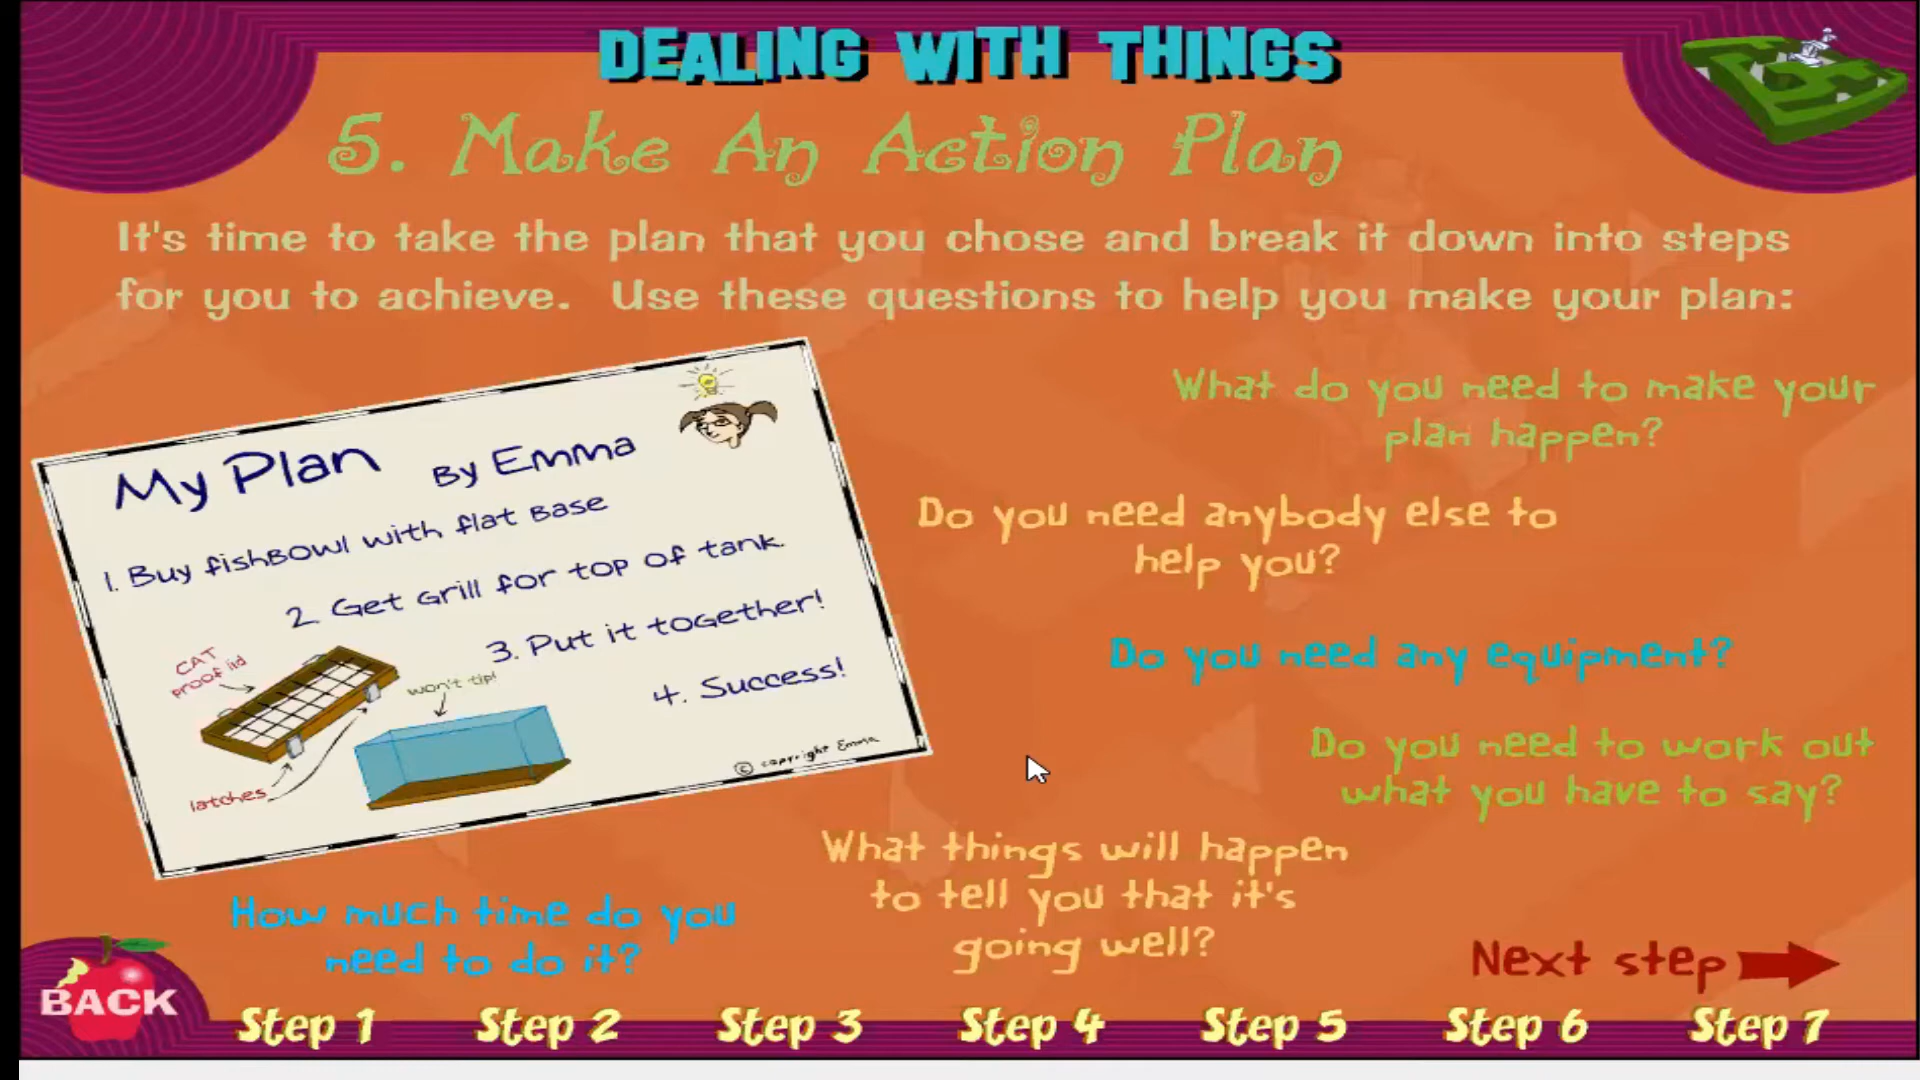 DEALING WITH THINGS
5. Make An Action Plan
It's time to take the plan that you chose and break it down into steps
for you to achieve. Use these questions to help you make your plan:
My Plan By Emma
1. Buy fishbowl with flat base
2. Get grill for top of tank.
3. Put it together!
4. Success!
CAT
proof lid
won't tip!
latches
© copyright Emma
What do you need to make your
plan happen?
Do you need anybody else to
help you?
Do you need any equipment?
Do you need to work out
what you have to say?
What things will happen
to tell you that it's
going well?
How much time do you
need to do it?
Next step
BACK
Step 1
Step 2
Step 3
Step 4
Step 5
Step 6
Step 7